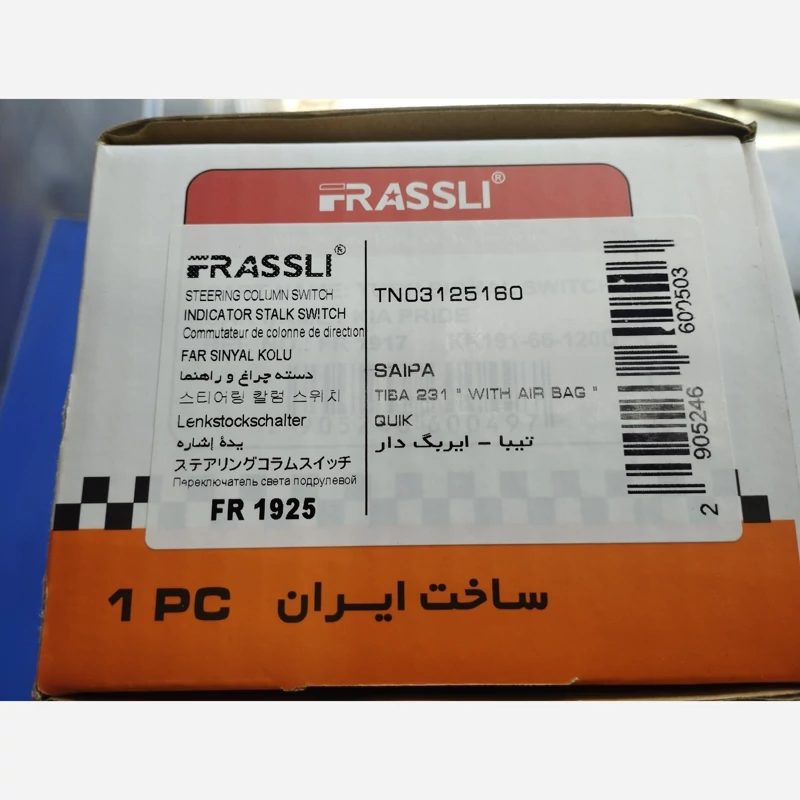 FRASSLI®
FRASSLI®
STEERING COLUMN SWITCH
INDICATOR STALK SWITCH
Commutateur de colonne de direction
FAR SINYAL KOLU
دسته چراغ و راهنما
스티어링 칼럼 스위치
Lenkstockschalter
يدة إشاره
ステアリングコラムスイッチ
Переключатель света подрулевой
FR 1925
TN03125160
SAIPA
TIBA 231 " WITH AIR BAG "
QUIK
تیبا - ایربگ دار
2 905246 600503
1 PC ساخت ایران